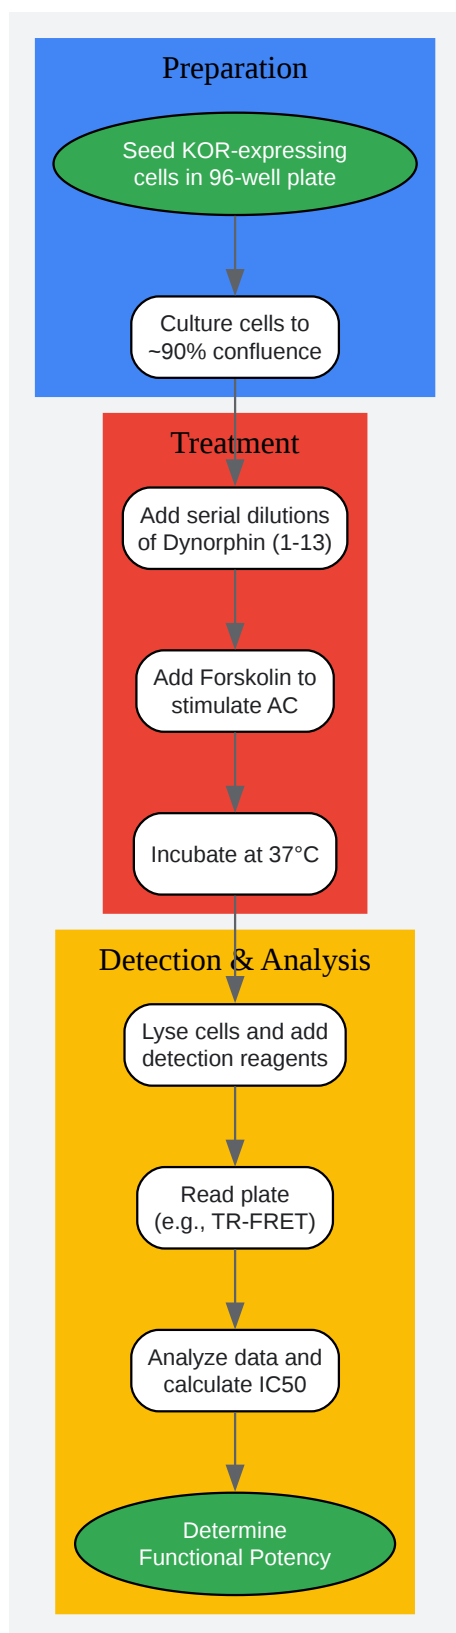 Preparation
Seed KOR-expressing
cells in 96-well plate
Culture cells to
~90% confluence
Treatment
Add serial dilutions
of Dynorphin (1-13)
Add Forskolin to
stimulate AC
Incubate at 37°C
Detection & Analysis
Lyse cells and add
detection reagents
Read plate
(e.g., TR-FRET)
Analyze data and
calculate IC50
Determine
Functional Potency